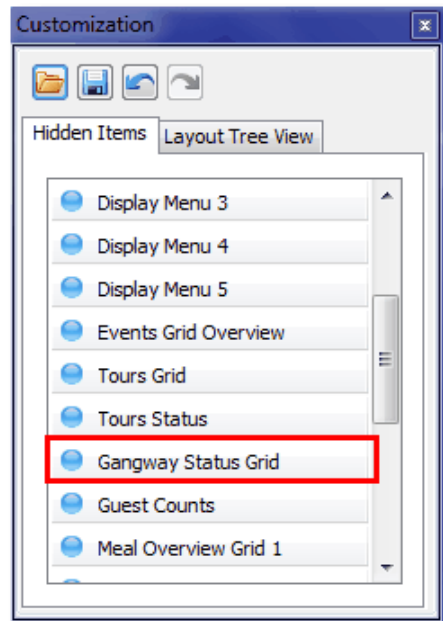 Customization
Hidden Items
Layout Tree View
Display Menu 3
Display Menu 4
Display Menu 5
Events Grid Overview
Tours Grid
Tours Status
Gangway Status Grid
Guest Counts
Meal Overview Grid 1